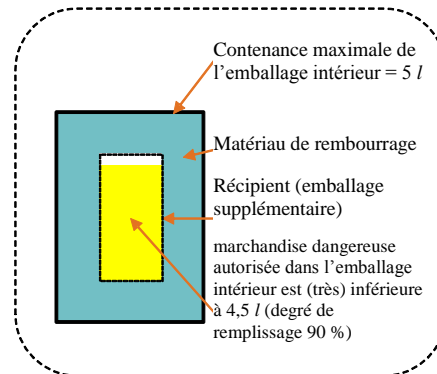 Contenance maximale de
l'emballage intérieur = 5 l
Matériau de rembourrage
Récipient (emballage
supplémentaire)
marchandise dangereuse
autorisée dans l'emballage
intérieur est (très) inférieure
à 4,5 l (degré de
remplissage 90 %)